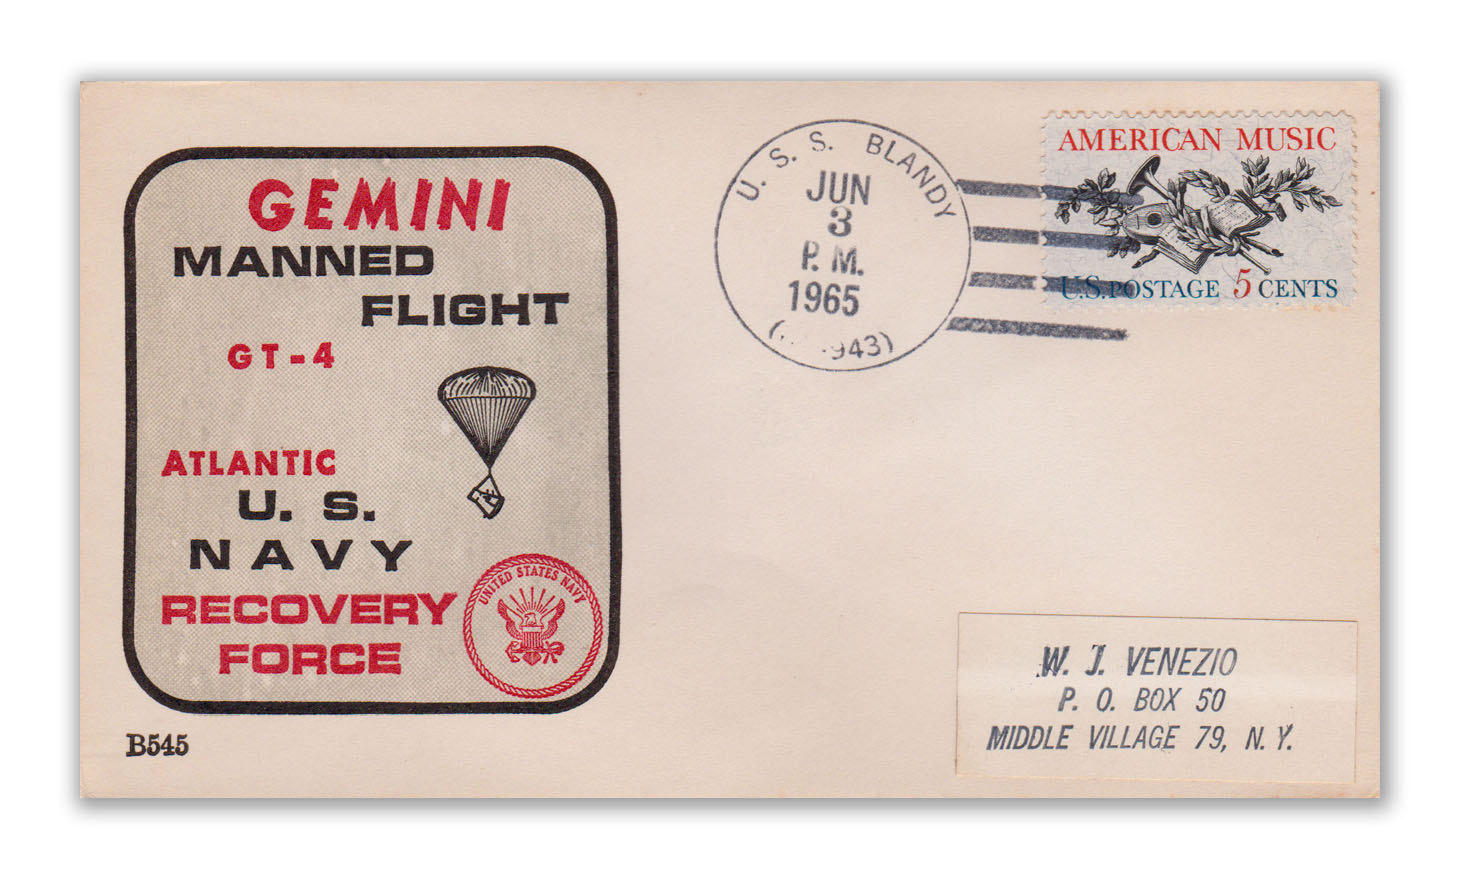 GEMINI
MANNED
FLIGHT
GT-4
ATLANTIC
U. S.
NAVY
RECOVERY
FORCE
UNITED STATES NAVY
B545
U. S. S. BLANDY
JUN
3
P. M.
1965
943)
AMERICAN MUSIC
U.S. POSTAGE 5 CENTS
W. J. VENEZIO
P. O. BOX 50
MIDDLE VILLAGE 79, N. Y.